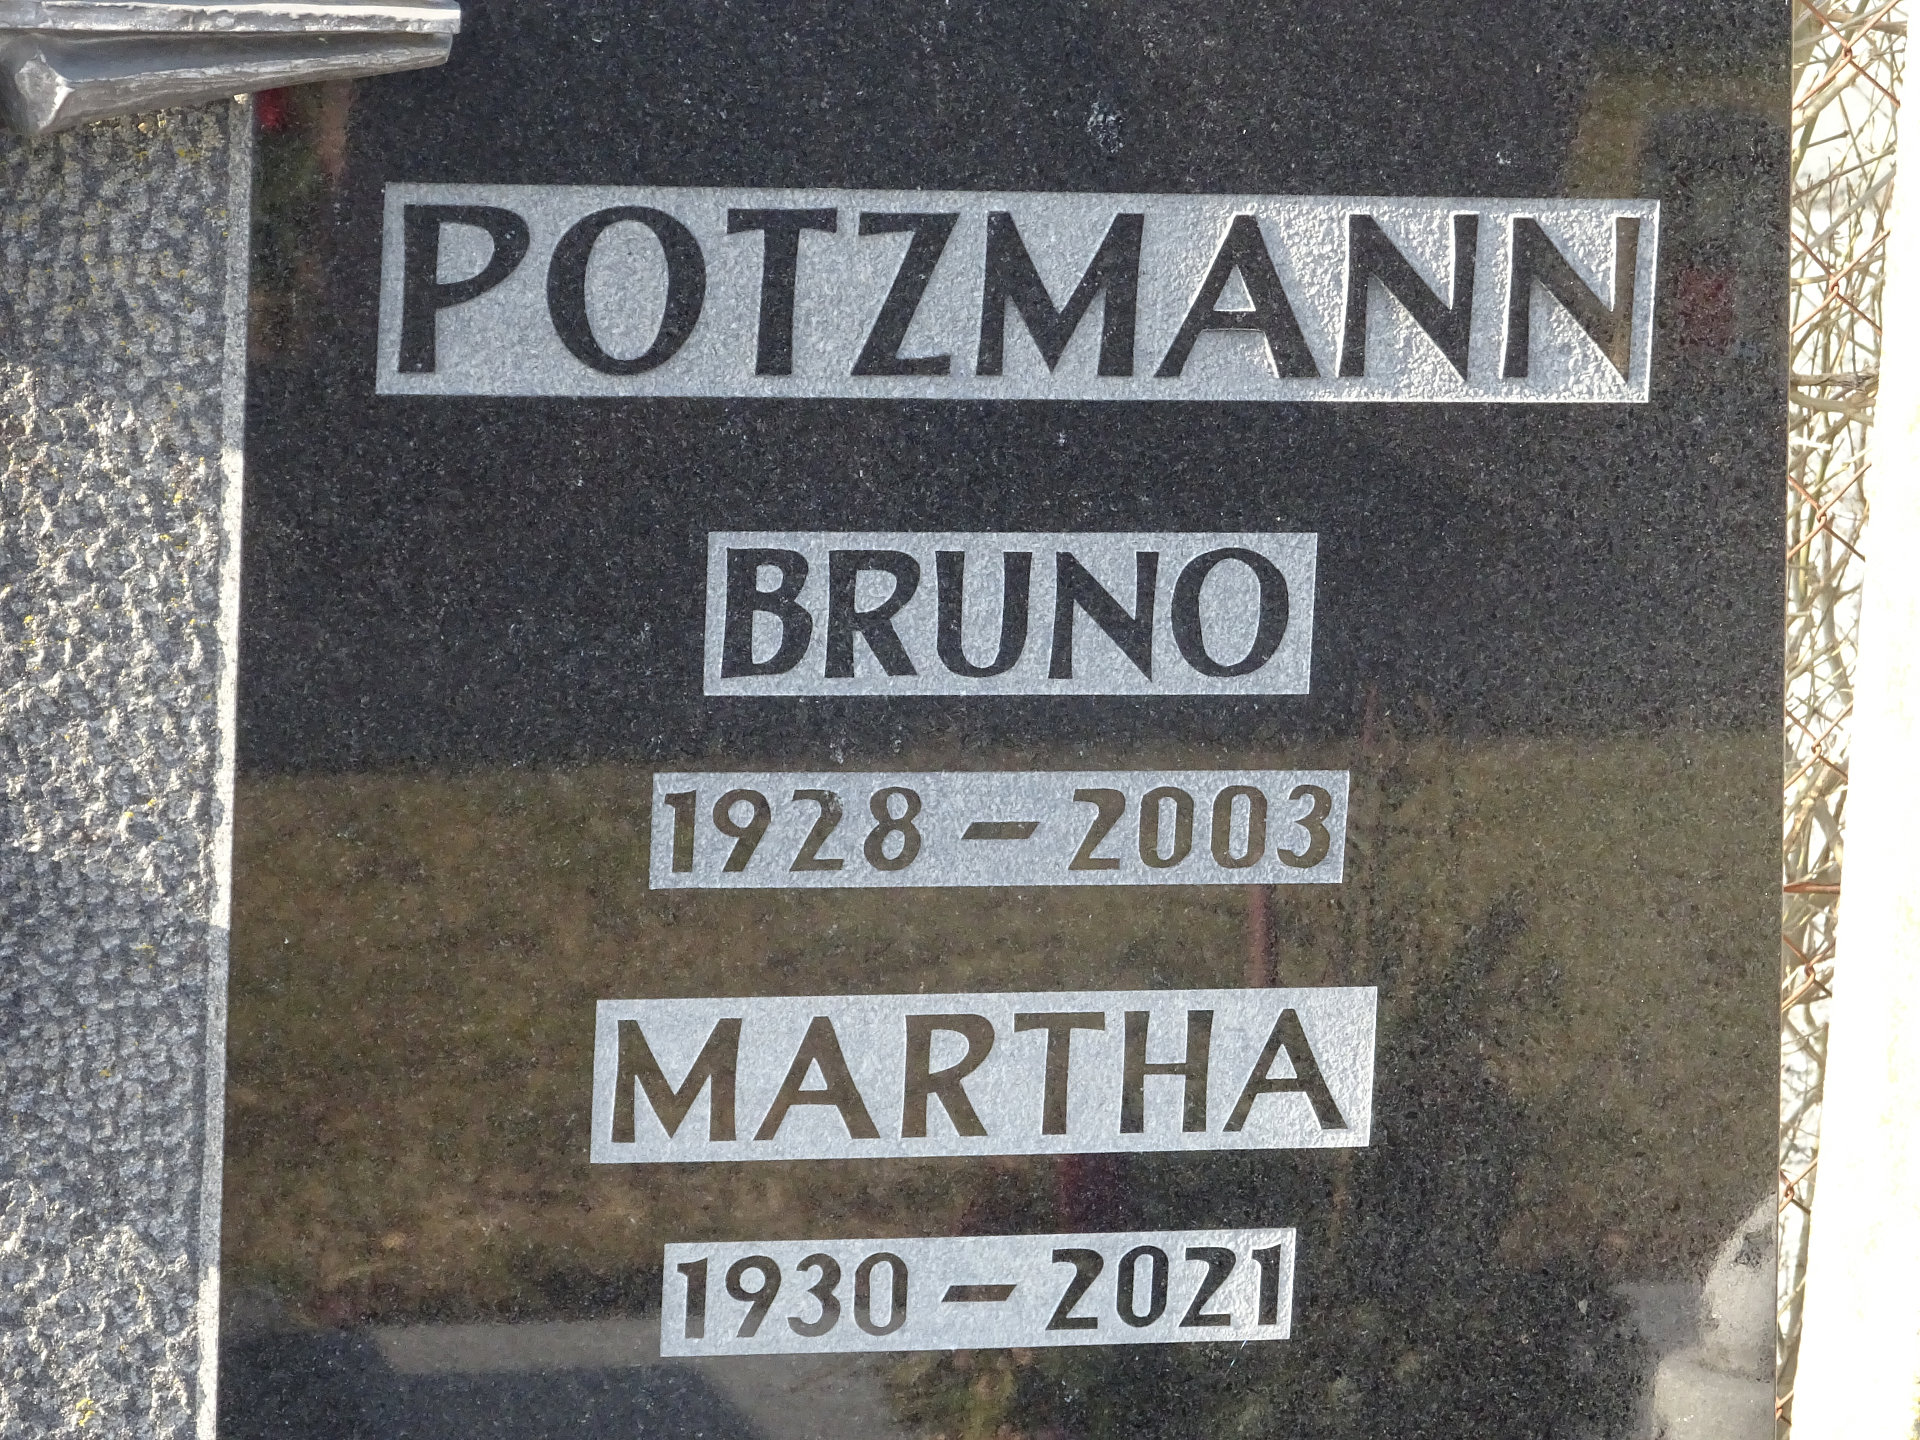 POTZMANN
BRUNO
1928 – 2003
MARTHA
1930 – 2021